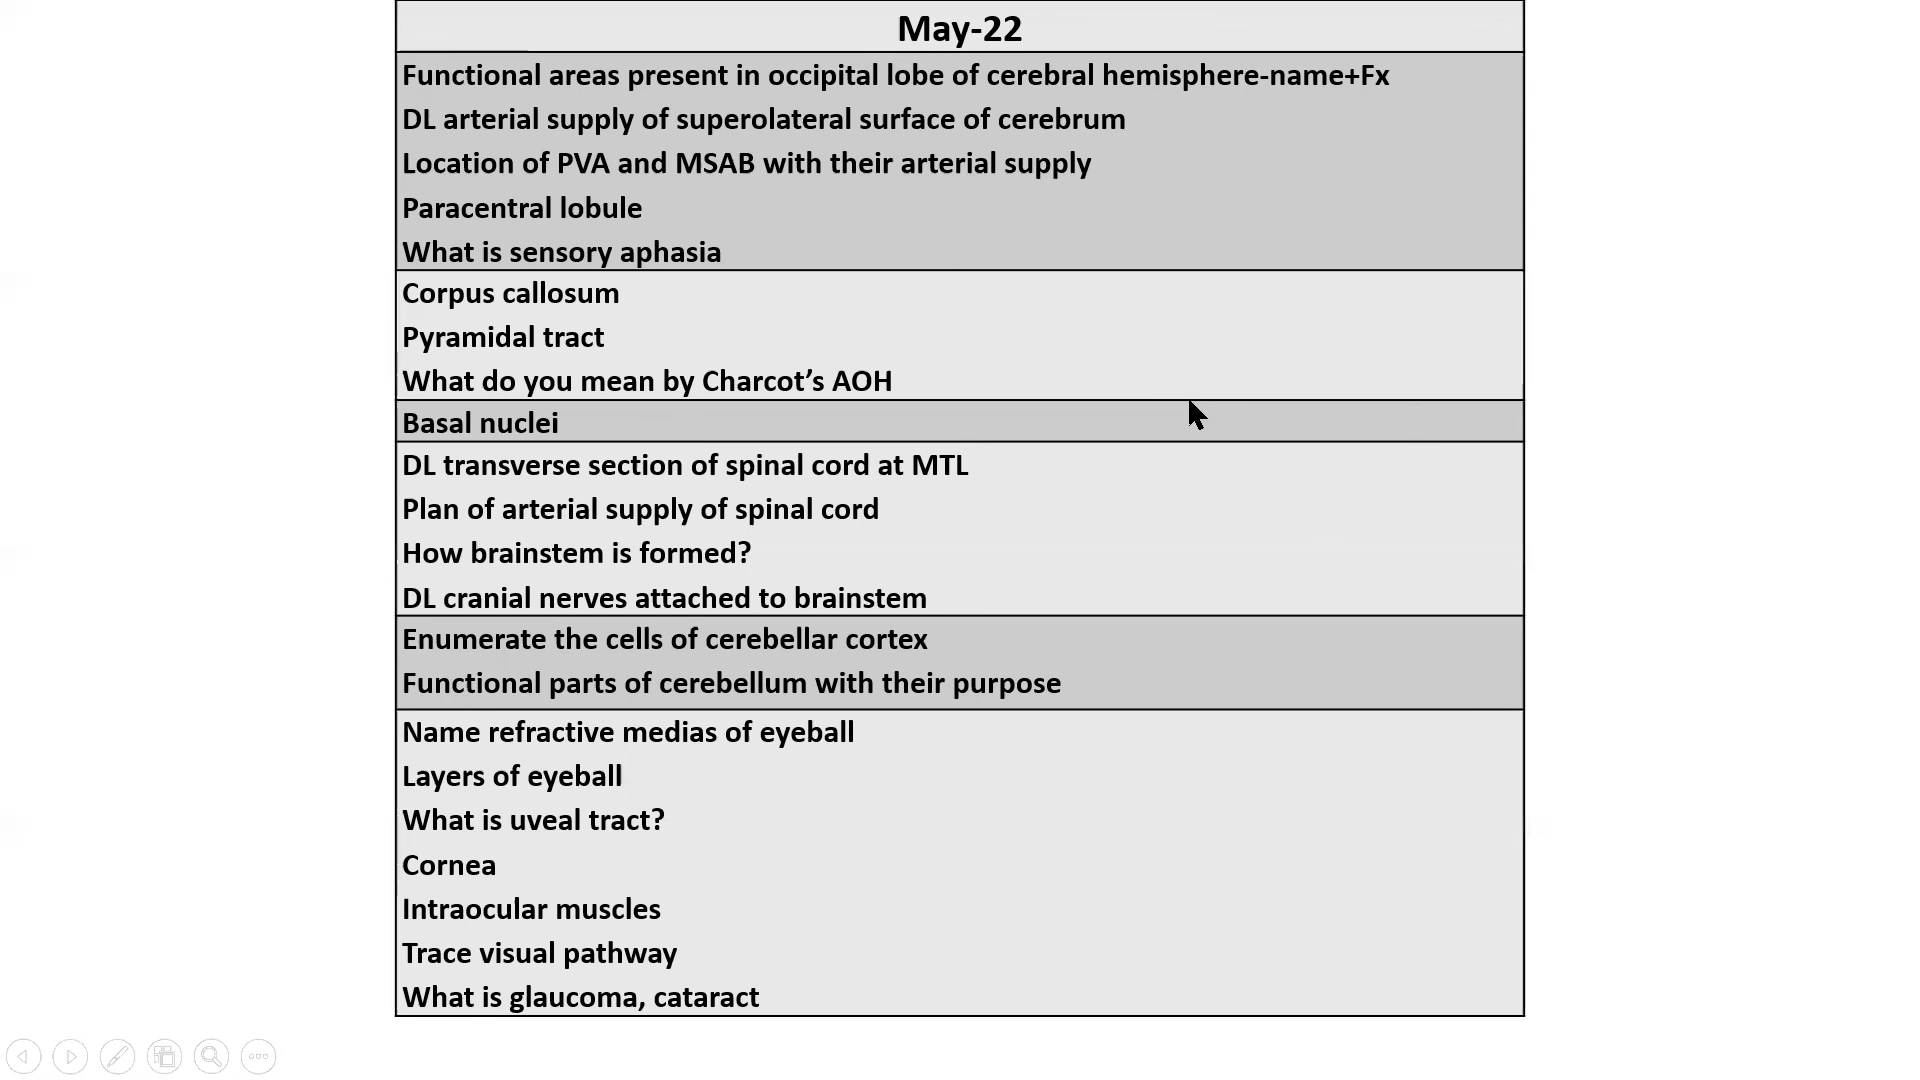 May-22
Functional areas present in occipital lobe of cerebral hemisphere-name+Fx
DL arterial supply of superolateral surface of cerebrum
Location of PVA and MSAB with their arterial supply
Paracentral lobule
What is sensory aphasia
Corpus callosum
Pyramidal tract
What do you mean by Charcot’s AOH
Basal nuclei
DL transverse section of spinal cord at MTL
Plan of arterial supply of spinal cord
How brainstem is formed?
DL cranial nerves attached to brainstem
Enumerate the cells of cerebellar cortex
Functional parts of cerebellum with their purpose
Name refractive medias of eyeball
Layers of eyeball
What is uveal tract?
Cornea
Intraocular muscles
Trace visual pathway
What is glaucoma, cataract